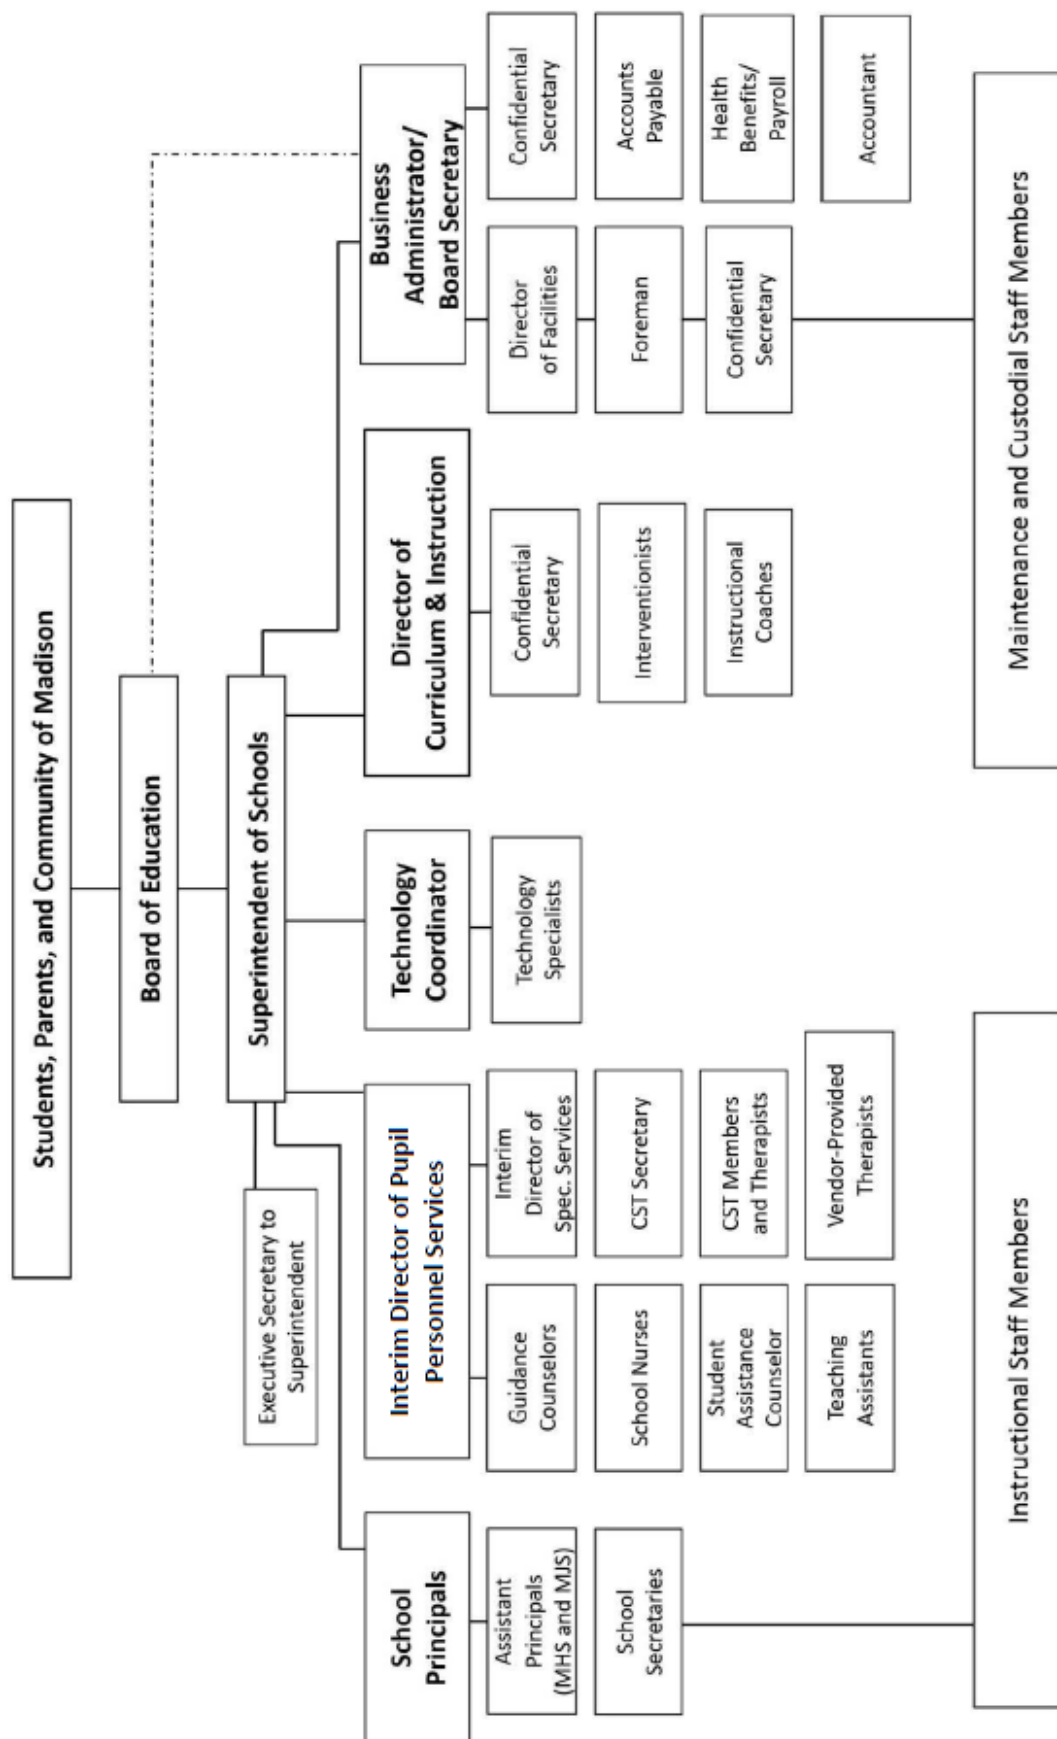 Students, Parents, and Community of Madison
Board of Education
Superintendent of Schools
Executive Secretary to
Superintendent
School
Principals
Assistant
Principals
(MHS and MJS)
School
Secretaries
Interim Director of Pupil
Personnel Services
Guidance
Counselors
School Nurses
Student
Assistance
Counselor
Teaching
Assistants
Interim
Director of
Spec. Services
CST Secretary
CST Members
and Therapists
Vendor-Provided
Therapists
Technology
Coordinator
Technology
Specialists
Director of
Curriculum & Instruction
Confidential
Secretary
Interventionists
Instructional
Coaches
Business
Administrator/
Board Secretary
Director
of Facilities
Foreman
Confidential
Secretary
Confidential
Secretary
Accounts
Payable
Health
Benefits/
Payroll
Accountant
Instructional Staff Members
Maintenance and Custodial Staff Members